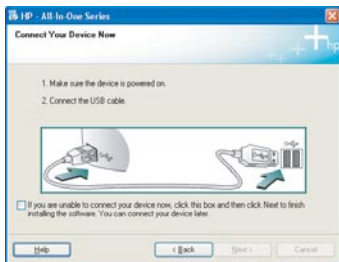 HP - All-In-One Series
Connect Your Device Now
hp
1. Make sure the device is powered on.
2. Connect the USB cable.
If you are unable to connect your device now, click this box and then click Next to finish
installing the software. You can connect your device later.
Help
< Back
Next >
Cancel